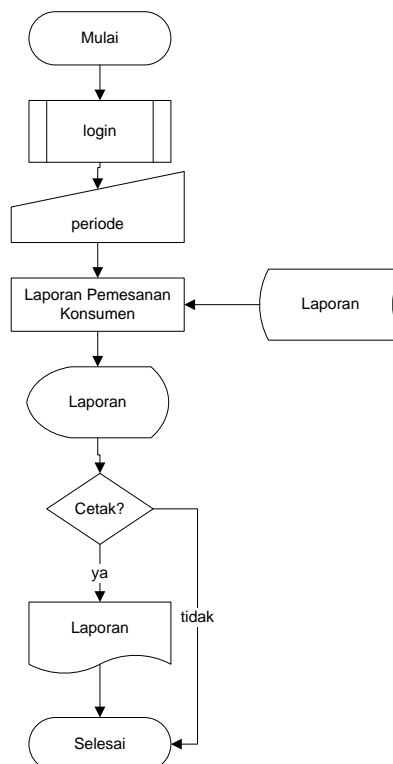 Mulai
login
periode
Laporan Pemesanan
Konsumen
Laporan
Laporan
Cetak?
ya
tidak
Laporan
Selesai